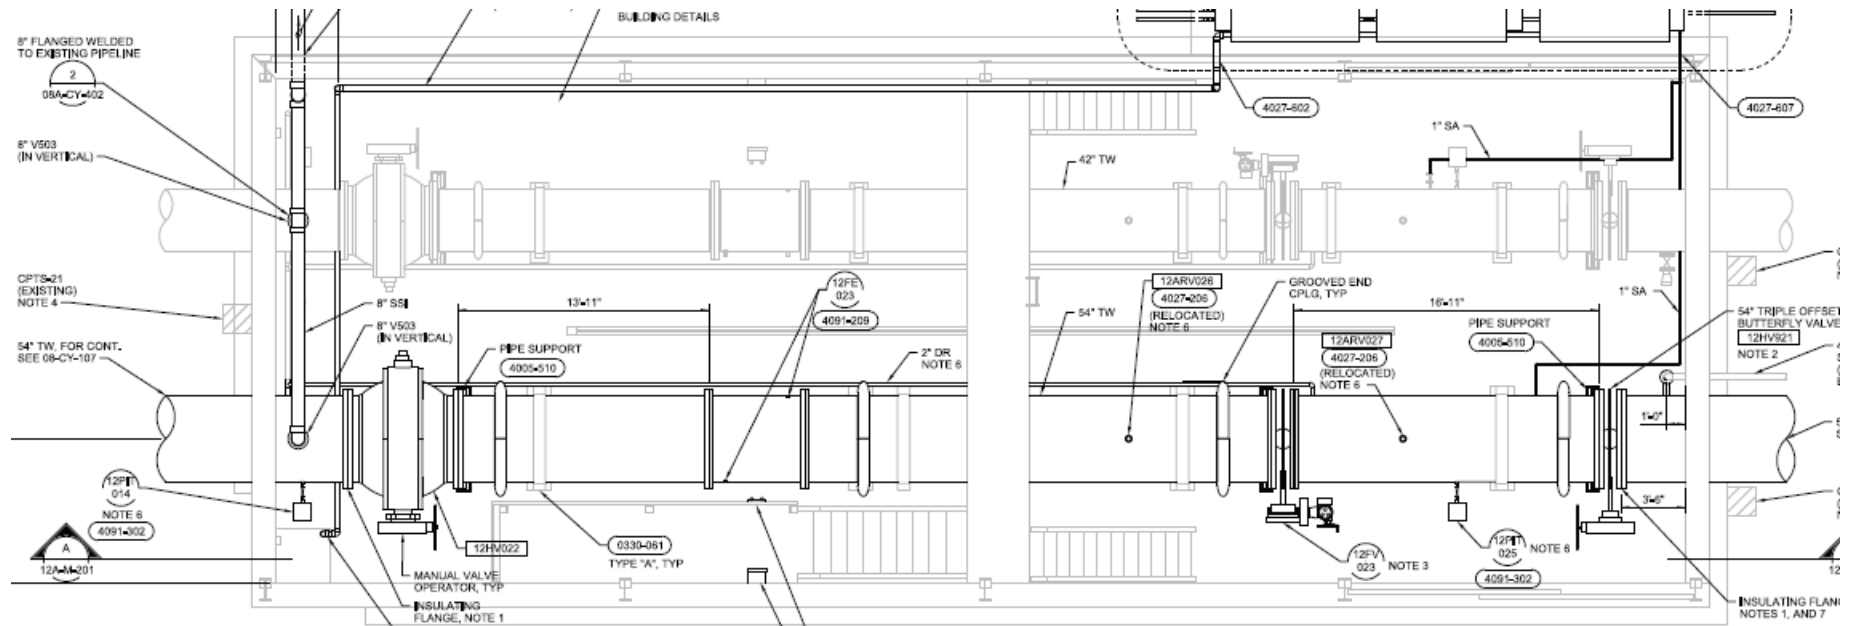 BUILDING DETAILS
8" FLANGED WELDED
TO EXISTING PIPELINE
2
08A-CY-402
8" V503
(IN VERTICAL)
CPTS-21
(EXISTING)
NOTE 4
54" TW, FOR CONT.
SEE 08-CY-107
12PIT
014
NOTE 6
4091-302
A
12A-M-201
8" SSI
8" V503
(IN VERTICAL)
13'-11"
PIPE SUPPORT
4005-510
12FE
023
4091-209
2" DR
NOTE 6
12HV022
MANUAL VALVE
OPERATOR, TYP
INSULATING
FLANGE, NOTE 1
0330-061
TYPE "A", TYP
4027-602
4027-607
1" SA
42" TW
54" TW
12ARV026
4027-206
(RELOCATED)
NOTE 6
GROOVED END
CPLG, TYP
16'-11"
12ARV027
4027-206
(RELOCATED)
NOTE 6
PIPE SUPPORT
4005-510
1" SA
54" TRIPLE OFFSET
BUTTERFLY VALVE
12HV921
NOTE 2
1'-0"
3'-6"
12FV
023
NOTE 3
12PIT
025
NOTE 6
4091-302
12
INSULATING FLAN
NOTES 1, AND 7